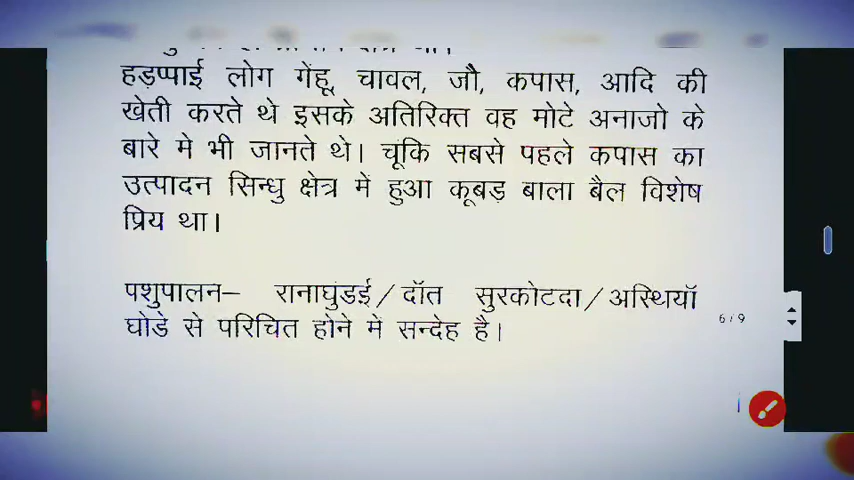 हड़प्पाई लोग गेंहू, चावल, जौ, कपास, आदि की
खेती करते थे इसके अतिरिक्त वह मोटे अनाजो के
बारे मे भी जानते थे। चूंकि सबसे पहले कपास का
उत्पादन सिन्धु क्षेत्र में हुआ कूबड़ बाला बैल विशेष
प्रिय था।
पशुपालन– रानाघुंडई/दॉत सुरकोटदा/अस्थियॉ
घोडे से परिचित होने मे सन्देह है।
6/9